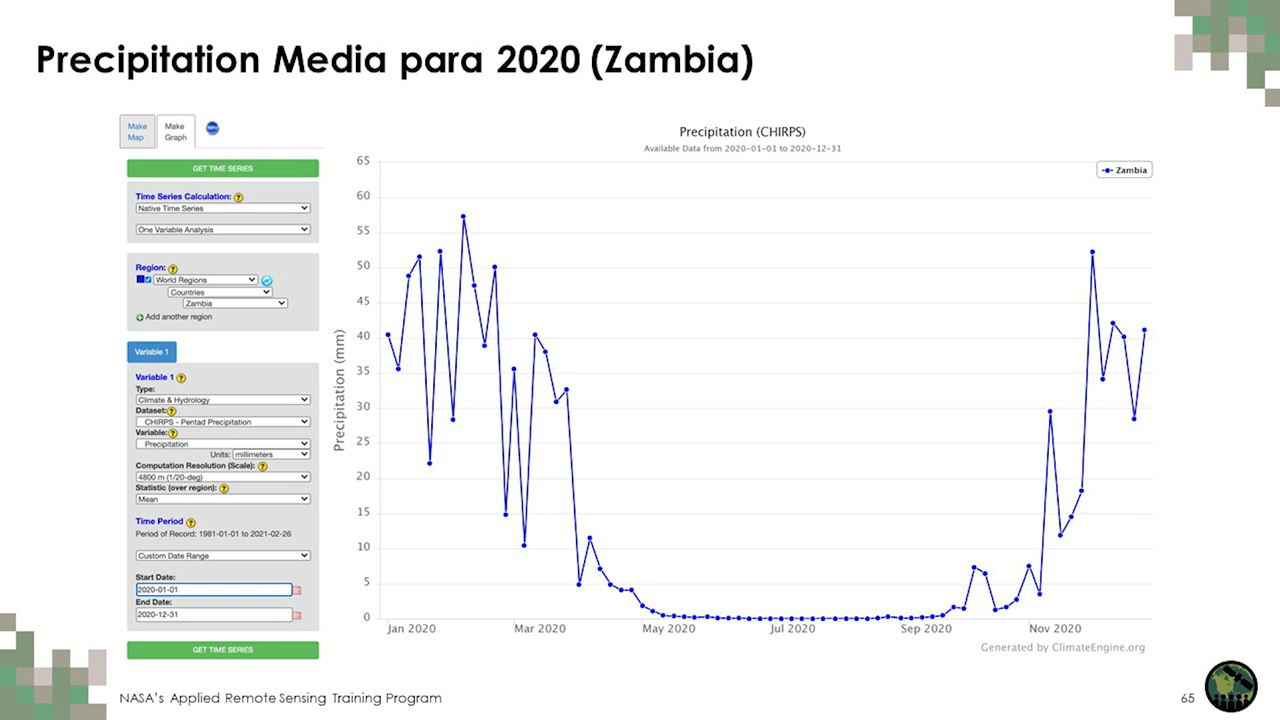 Precipitation Media para 2020 (Zambia)
Make Map
Make Graph
GET TIME SERIES
Time Series Calculation: ?
Native Time Series
One Variable Analysis
Region: ?
World Regions
Countries
Zambia
Add another region
Variable 1
Variable 1 ?
Type:
Climate & Hydrology
Dataset: ?
CHIRPS - Pentad Precipitation
Variable: ?
Precipitation
Units: millimeters
Computation Resolution (Scale): ?
4800 m (1/20-deg)
Statistic (over region): ?
Mean
Time Period ?
Period of Record: 1981-01-01 to 2021-02-26
Custom Date Range
Start Date:
2020-01-01
End Date:
2020-12-31
GET TIME SERIES
Precipitation (CHIRPS)
Available Data from 2020-01-01 to 2020-12-31
Zambia
Precipitation (mm)
65
60
55
50
45
40
35
30
25
20
15
10
5
0
Jan 2020
Mar 2020
May 2020
Jul 2020
Sep 2020
Nov 2020
Generated by ClimateEngine.org
NASA's Applied Remote Sensing Training Program
65